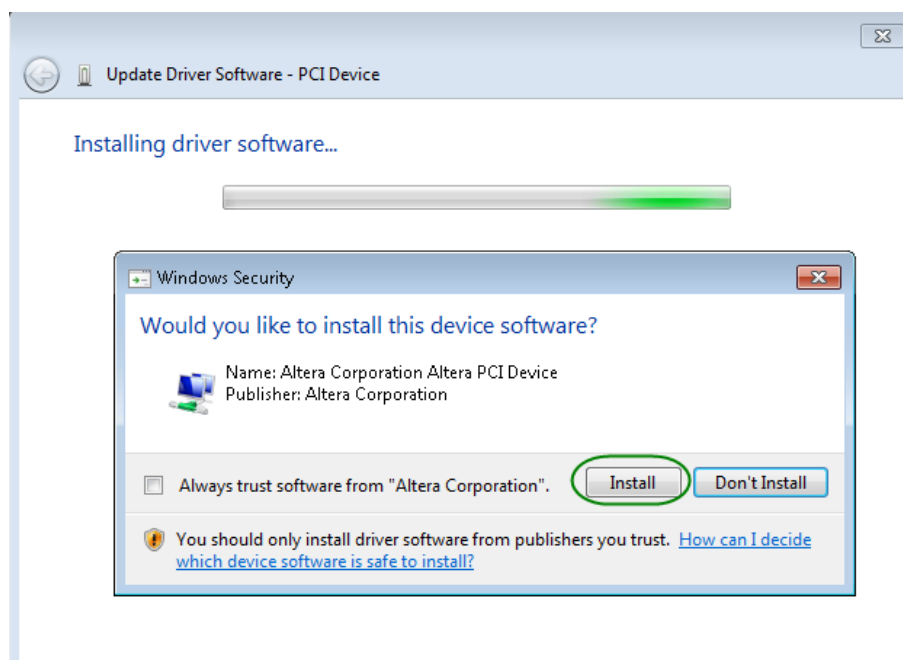 Update Driver Software - PCI Device
Installing driver software...
Windows Security
Would you like to install this device software?
Name: Altera Corporation Altera PCI Device
Publisher: Altera Corporation
Always trust software from "Altera Corporation".
Install
Don't Install
You should only install driver software from publishers you trust. How can I decide
which device software is safe to install?